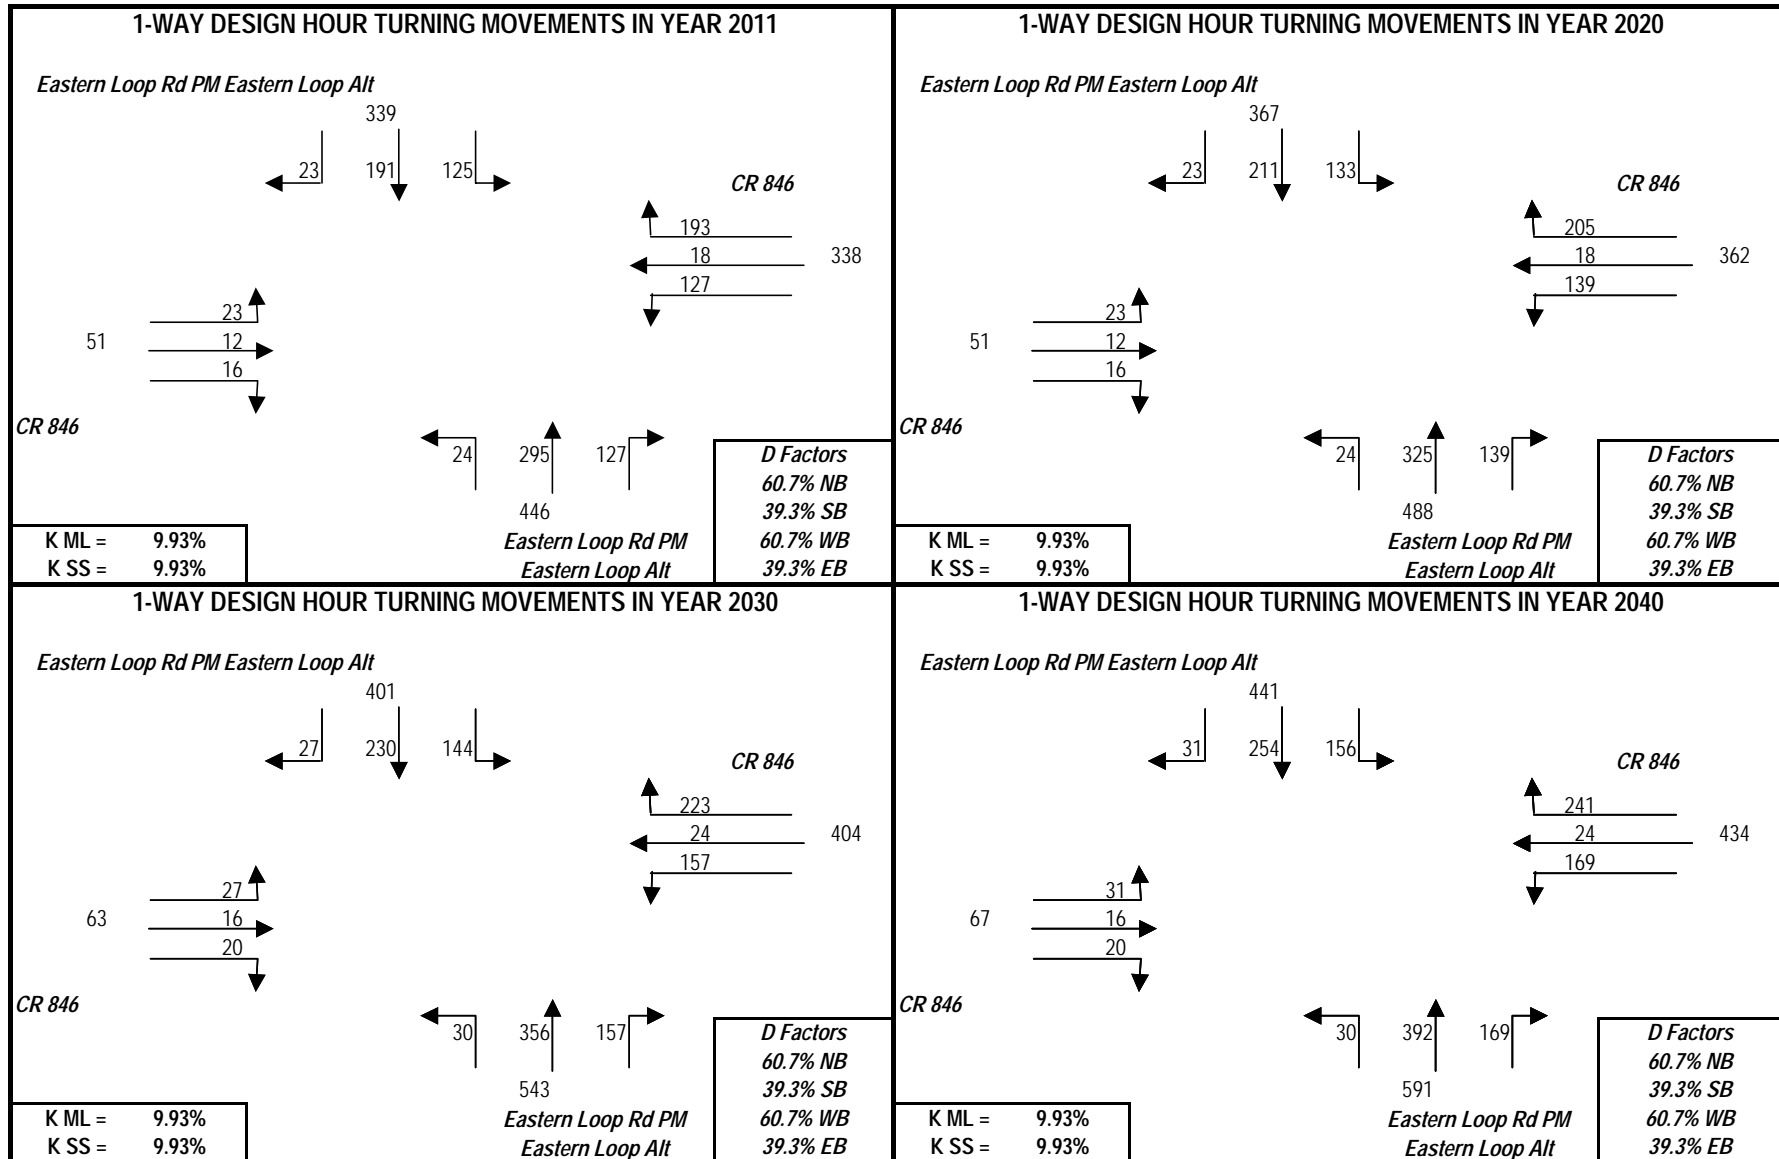 1-WAY DESIGN HOUR TURNING MOVEMENTS IN YEAR 2011
Eastern Loop Rd PM Eastern Loop Alt
339
23 191 125
CR 846
193
18 338
127
23
51 12
16
CR 846
24 295 127
446
Eastern Loop Rd PM
Eastern Loop Alt
D Factors
60.7% NB
39.3% SB
60.7% WB
39.3% EB
K ML = 9.93%
K SS = 9.93%
1-WAY DESIGN HOUR TURNING MOVEMENTS IN YEAR 2020
Eastern Loop Rd PM Eastern Loop Alt
367
23 211 133
CR 846
205
18 362
139
23
51 12
16
CR 846
24 325 139
488
Eastern Loop Rd PM
Eastern Loop Alt
D Factors
60.7% NB
39.3% SB
60.7% WB
39.3% EB
K ML = 9.93%
K SS = 9.93%
1-WAY DESIGN HOUR TURNING MOVEMENTS IN YEAR 2030
Eastern Loop Rd PM Eastern Loop Alt
401
27 230 144
CR 846
223
24 404
157
27
63 16
20
CR 846
30 356 157
543
Eastern Loop Rd PM
Eastern Loop Alt
D Factors
60.7% NB
39.3% SB
60.7% WB
39.3% EB
K ML = 9.93%
K SS = 9.93%
1-WAY DESIGN HOUR TURNING MOVEMENTS IN YEAR 2040
Eastern Loop Rd PM Eastern Loop Alt
441
31 254 156
CR 846
241
24 434
169
31
67 16
20
CR 846
30 392 169
591
Eastern Loop Rd PM
Eastern Loop Alt
D Factors
60.7% NB
39.3% SB
60.7% WB
39.3% EB
K ML = 9.93%
K SS = 9.93%